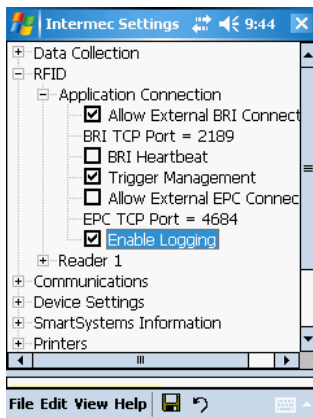 Intermec Settings 9:44
Data Collection
RFID
Application Connection
Allow External BRI Connect
BRI TCP Port = 2189
BRI Heartbeat
Trigger Management
Allow External EPC Connec
EPC TCP Port = 4684
Enable Logging
Reader 1
Communications
Device Settings
SmartSystems Information
Printers
File Edit View Help